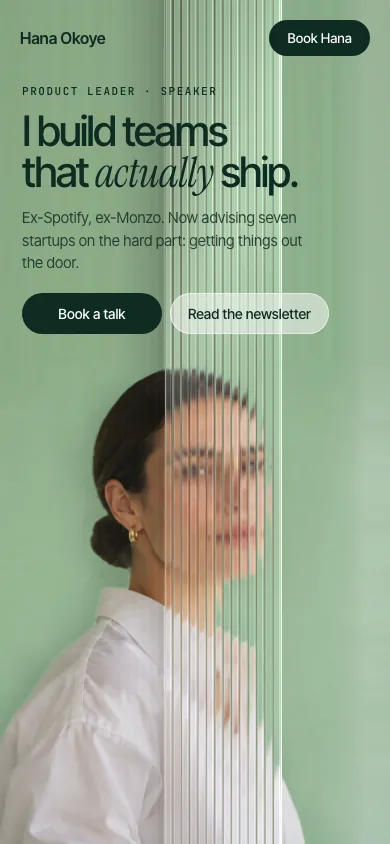 Hana Okoye
Book Hana
PRODUCT LEADER · SPEAKER
I build teams
that actually ship.
Ex-Spotify, ex-Monzo. Now advising seven
startups on the hard part: getting things out
the door.
Book a talk
Read the newsletter